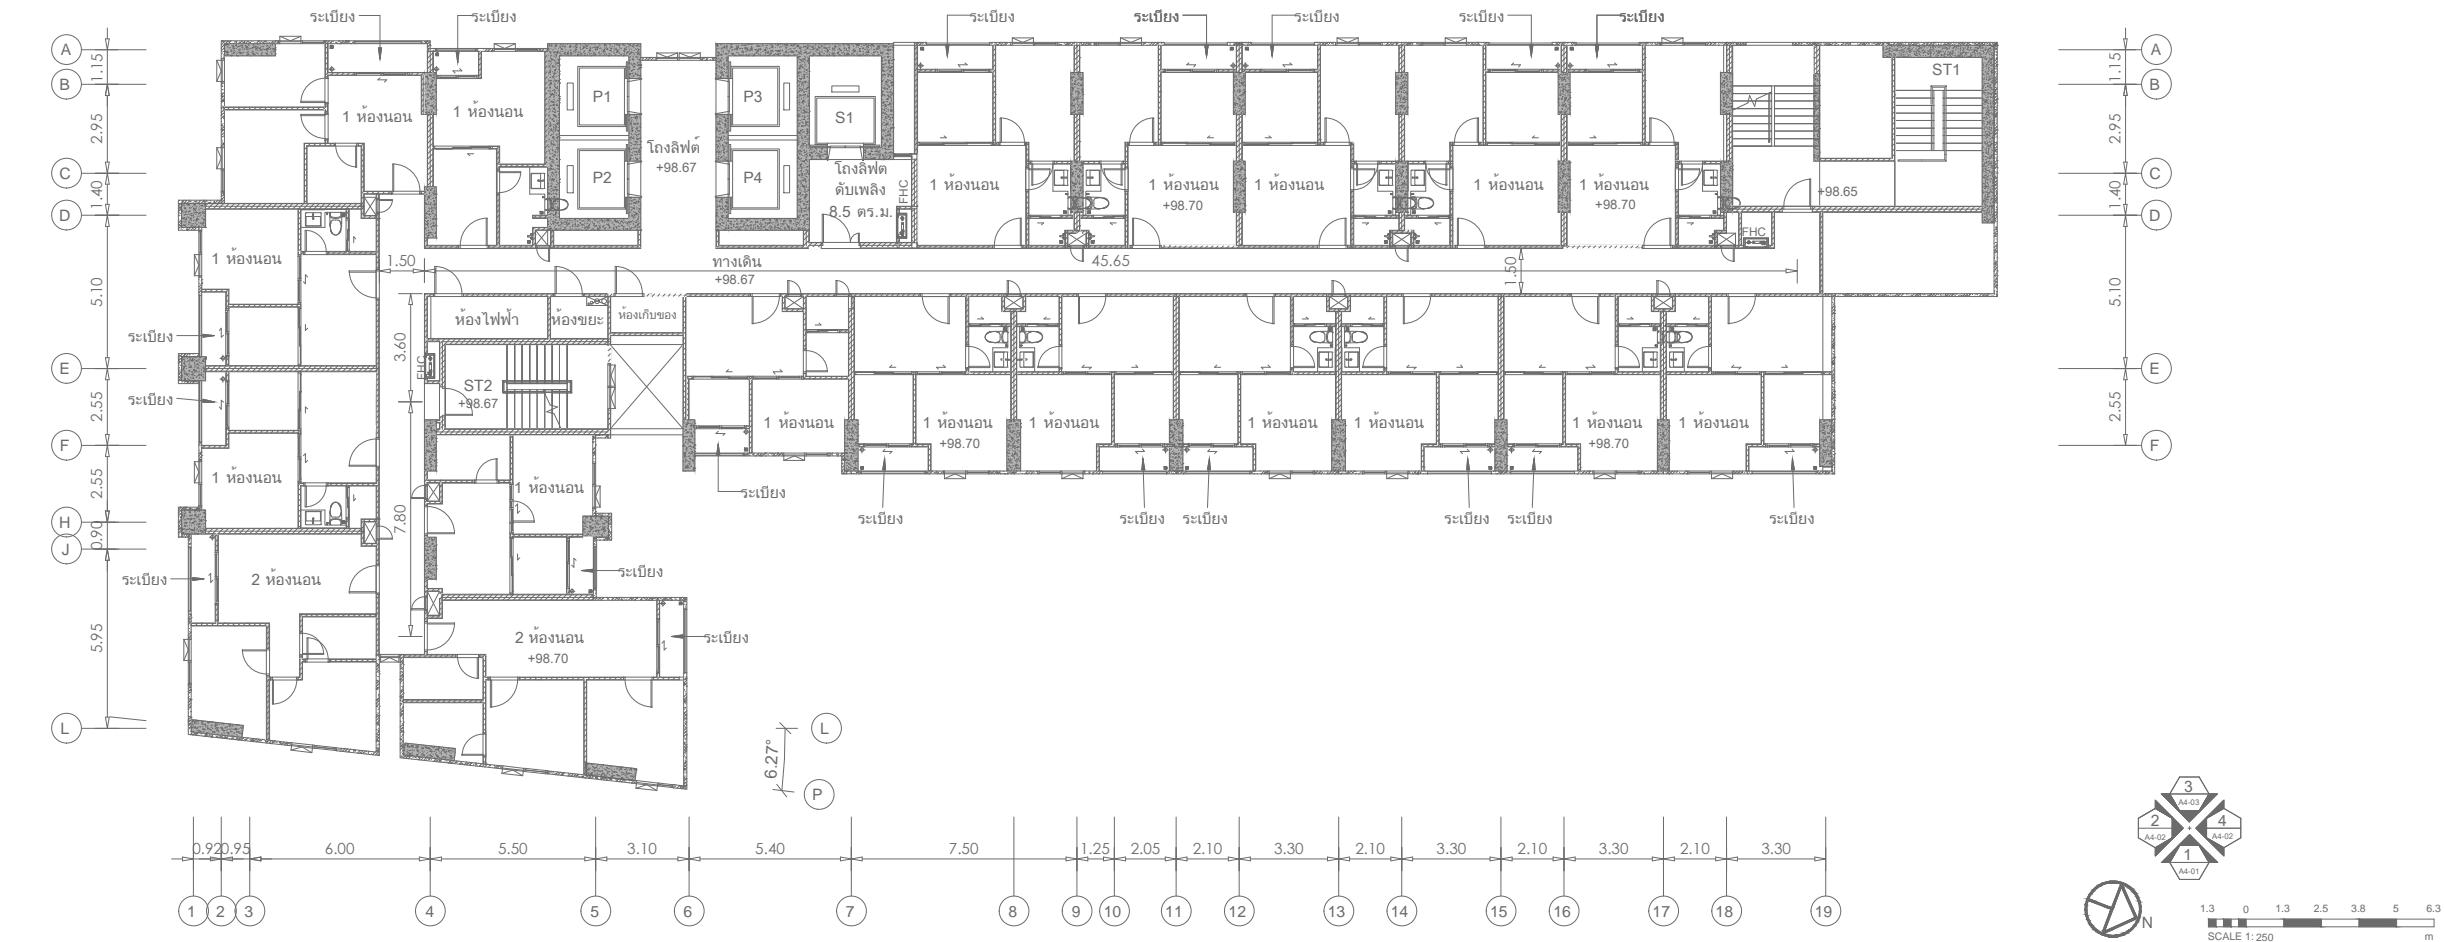 ระเบียง
ระเบียง
ระเบียง
ระเบียง
ระเบียง
ระเบียง
ระเบียง
A
B
C
D
E
F
H
J
L
1.15
2.95
1.40
5.10
2.55
2.55
0.90
5.95
A
B
C
D
E
F
1.15
2.95
1.40
5.10
2.55
1 ห้องนอน
1 ห้องนอน
P1
P2
P3
P4
S1
โถงลิฟต์
+98.67
โถงลิฟต์
ดับเพลิง
8.5 ตร.ม.
FHC
1 ห้องนอน
1 ห้องนอน
+98.70
1 ห้องนอน
1 ห้องนอน
1 ห้องนอน
+98.70
ST1
+98.65
FHC
1 ห้องนอน
1.50
ทางเดิน
+98.67
45.65
1.50
ระเบียง
ระเบียง
3.60
ห้องไฟฟ้า
ห้องขยะ
ห้องเก็บของ
FHC
ST2
+98.67
1 ห้องนอน
1 ห้องนอน
+98.70
1 ห้องนอน
1 ห้องนอน
1 ห้องนอน
1 ห้องนอน
+98.70
1 ห้องนอน
1 ห้องนอน
1 ห้องนอน
7.80
ระเบียง
ระเบียง
ระเบียง
ระเบียง
ระเบียง
ระเบียง
ระเบียง
ระเบียง
2 ห้องนอน
ระเบียง
2 ห้องนอน
+98.70
ระเบียง
6.27°
L
P
0.92
0.95
6.00
5.50
3.10
5.40
7.50
1.25
2.05
2.10
3.30
2.10
3.30
2.10
3.30
2.10
3.30
1
2
3
4
5
6
7
8
9
10
11
12
13
14
15
16
17
18
19
3
A4-03
2
A4-02
4
A4-02
1
A4-01
N
1.3 0 1.3 2.5 3.8 5 6.3
SCALE 1: 250 m